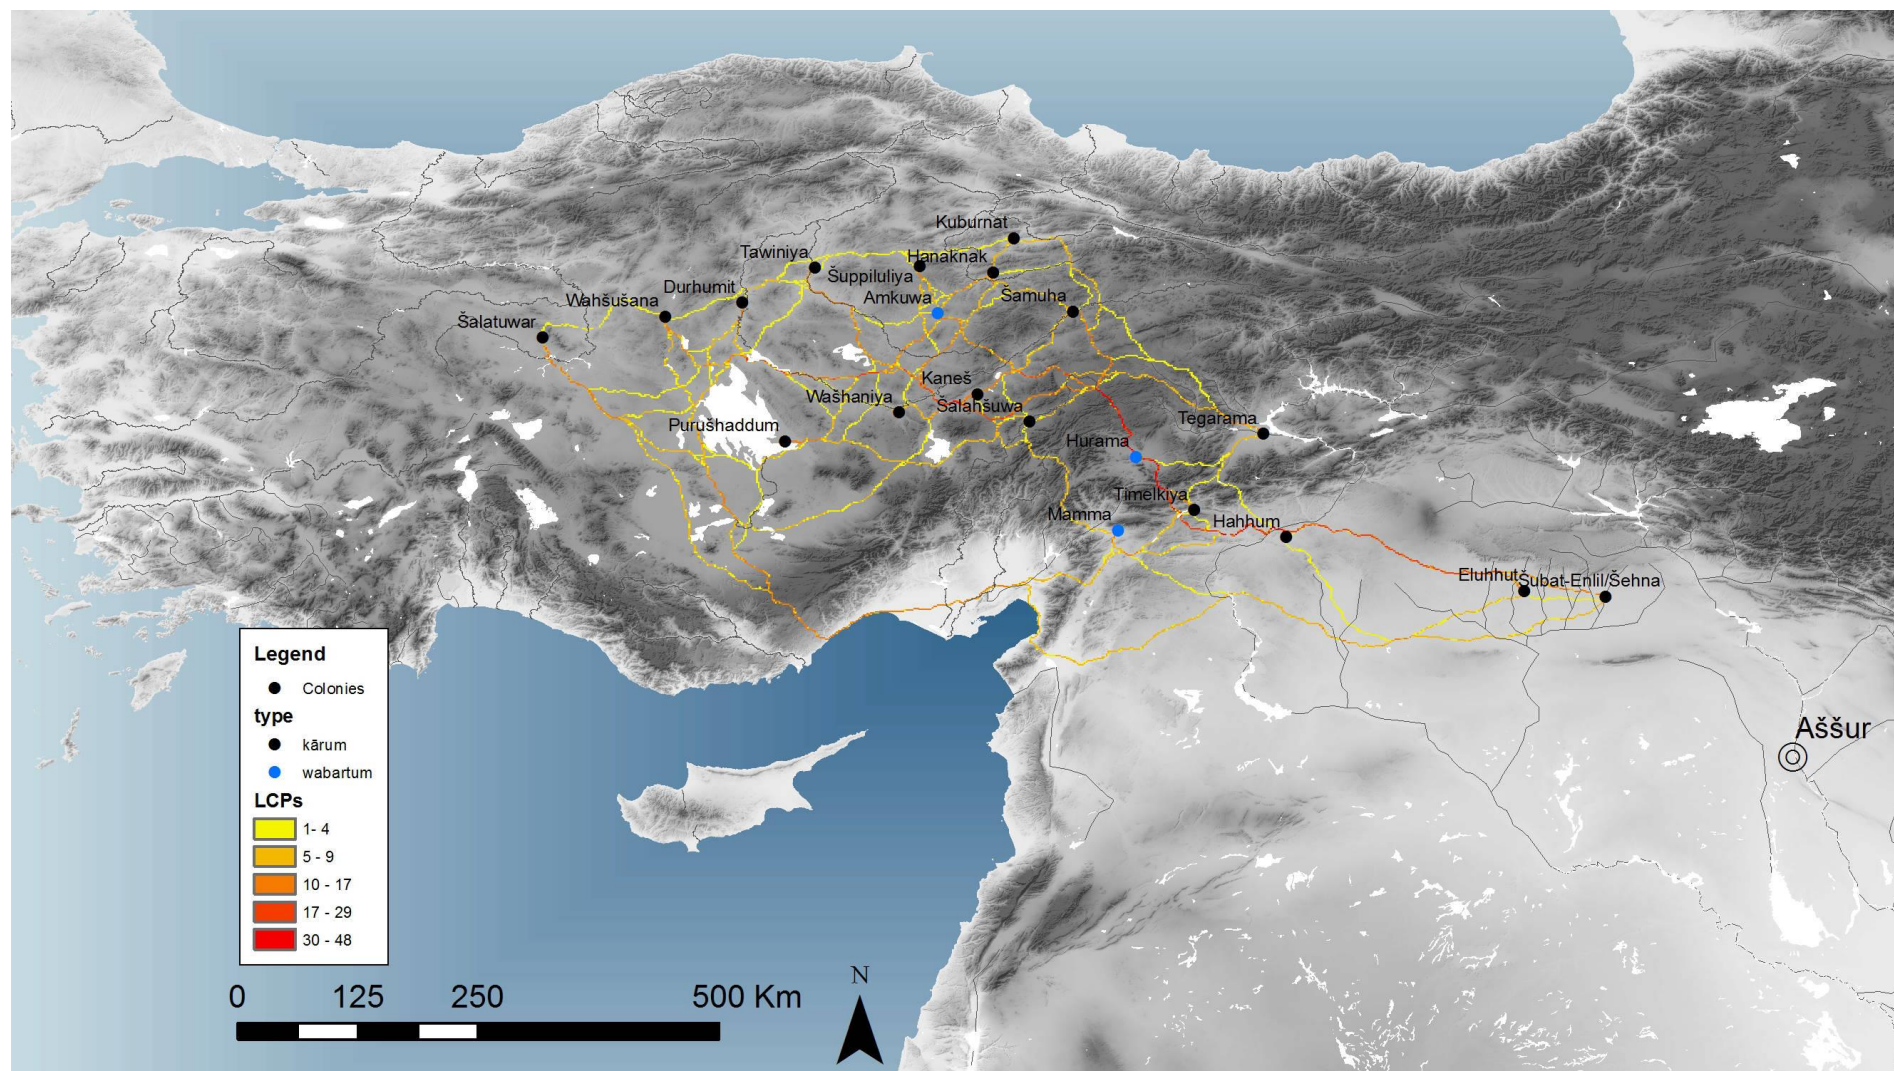 Kuburnat
Tawiniya
Hanaknak
Šuppiluliya
Durhumit
Amkuwa
Šamuha
Wahšušana
Šalatuwar
Kaneš
Wašhaniya
Šalahšuwa
Tegarama
Purušhaddum
Hurama
Timelkiya
Mamma
Hahhum
Eluhhut
Šubat-Enlil/Šehna
Aššur
Legend
Colonies
type
kārum
wabartum
LCPs
1- 4
5 - 9
10 - 17
17 - 29
30 - 48
N
0 125 250 500 Km